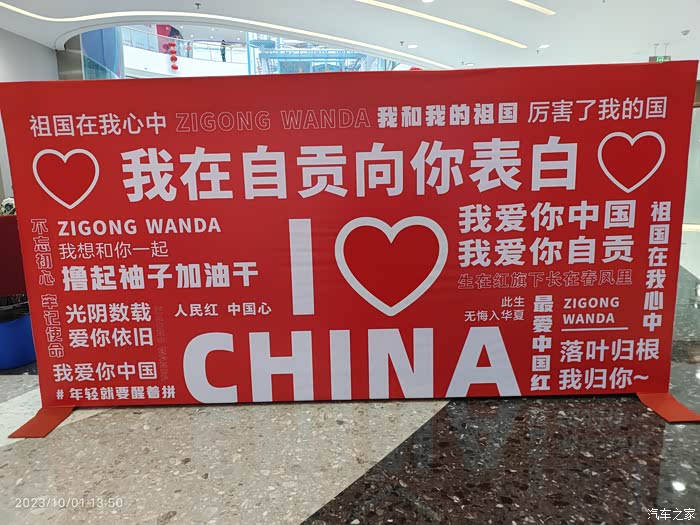 祖国在我心中 ZIGONG WANDA 我和我的祖国 厉害了我的国
我在自贡向你表白
不忘初心 牢记使命
ZIGONG WANDA
我想和你一起
撸起袖子加油干
光阴数载
爱你依旧
人民红 中国心
我爱你中国
#年轻就要醒着拼
I
CHINA
我爱你中国
我爱你自贡
生在红旗下长在春风里
此生
无悔入华夏
最爱中国红
ZIGONG
WANDA
落叶归根
我归你~
祖国在我心中
2023/10/01 13:50
汽车之家